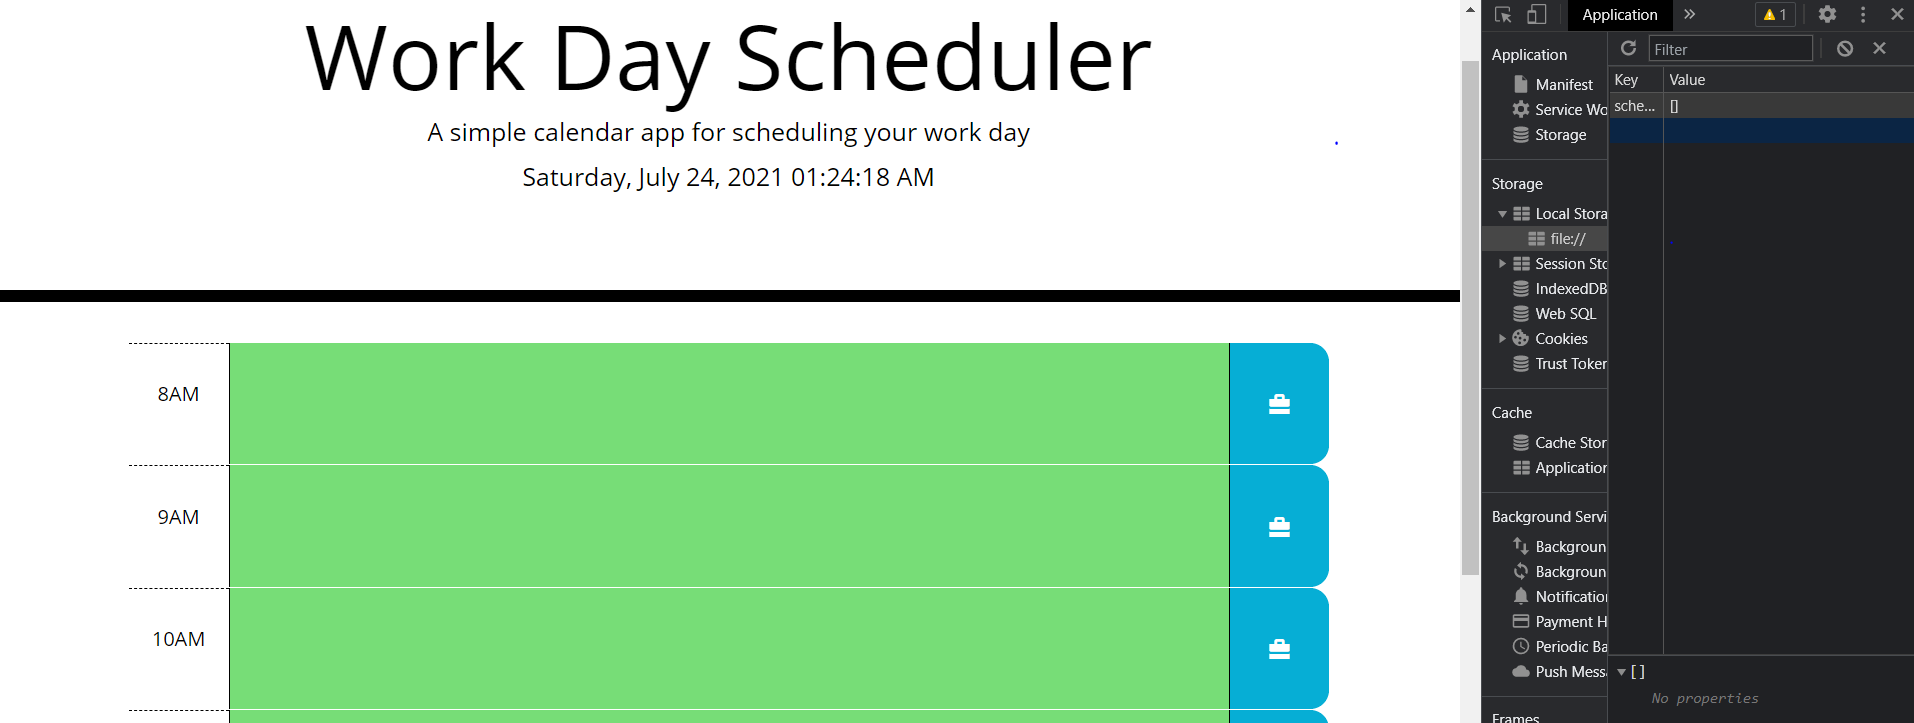 Work Day Scheduler
A simple calendar app for scheduling your work day
Saturday, July 24, 2021 01:24:18 AM
8AM
9AM
10AM
Application
1
Application
Manifest
Service Wo
Storage
Storage
Local Stora
file://
Session Sto
IndexedDB
Web SQL
Cookies
Trust Token
Cache
Cache Stor
Application
Background Servi
Backgroun
Backgroun
Notification
Payment H
Periodic Ba
Push Mess
Frames
Filter
Key Value
sche... []
[]
No properties